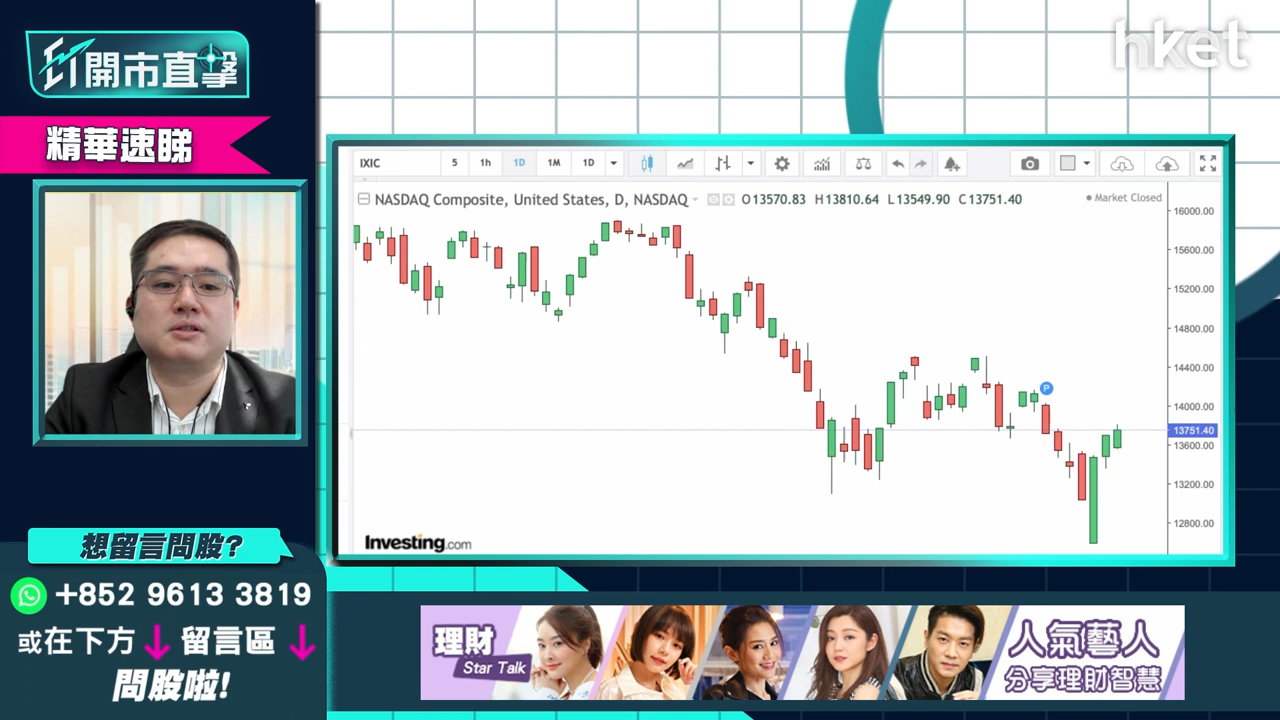 hket
ET開市直擊
精華速睇
IXIC 5 1h 1D 1M 1D
NASDAQ Composite, United States, D, NASDAQ O13570.83 H13810.64 L13549.90 C13751.40
Market Closed
16000.00
15600.00
15200.00
14800.00
14400.00
P
14000.00
13751.40
13600.00
13200.00
12800.00
Investing.com
想留言問股?
+852 9613 3819
或在下方 留言區
問股啦!
理財
Star Talk
人氣藝人
分享理財智慧